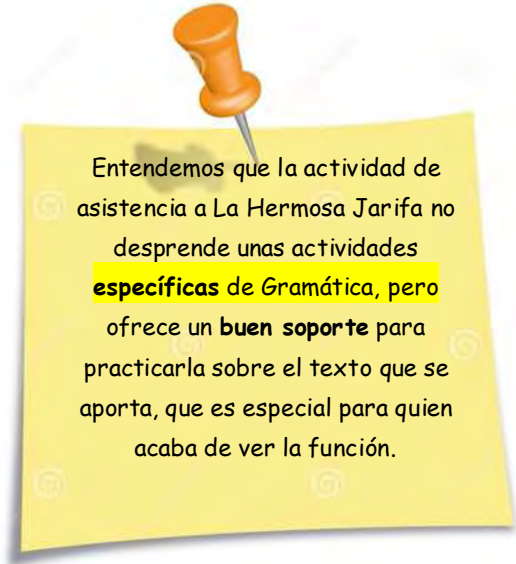 Entendemos que la actividad de
asistencia a La Hermosa Jarifa no
desprende unas actividades
específicas de Gramática, pero
ofrece un buen soporte para
practicarla sobre el texto que se
aporta, que es especial para quien
acaba de ver la función.